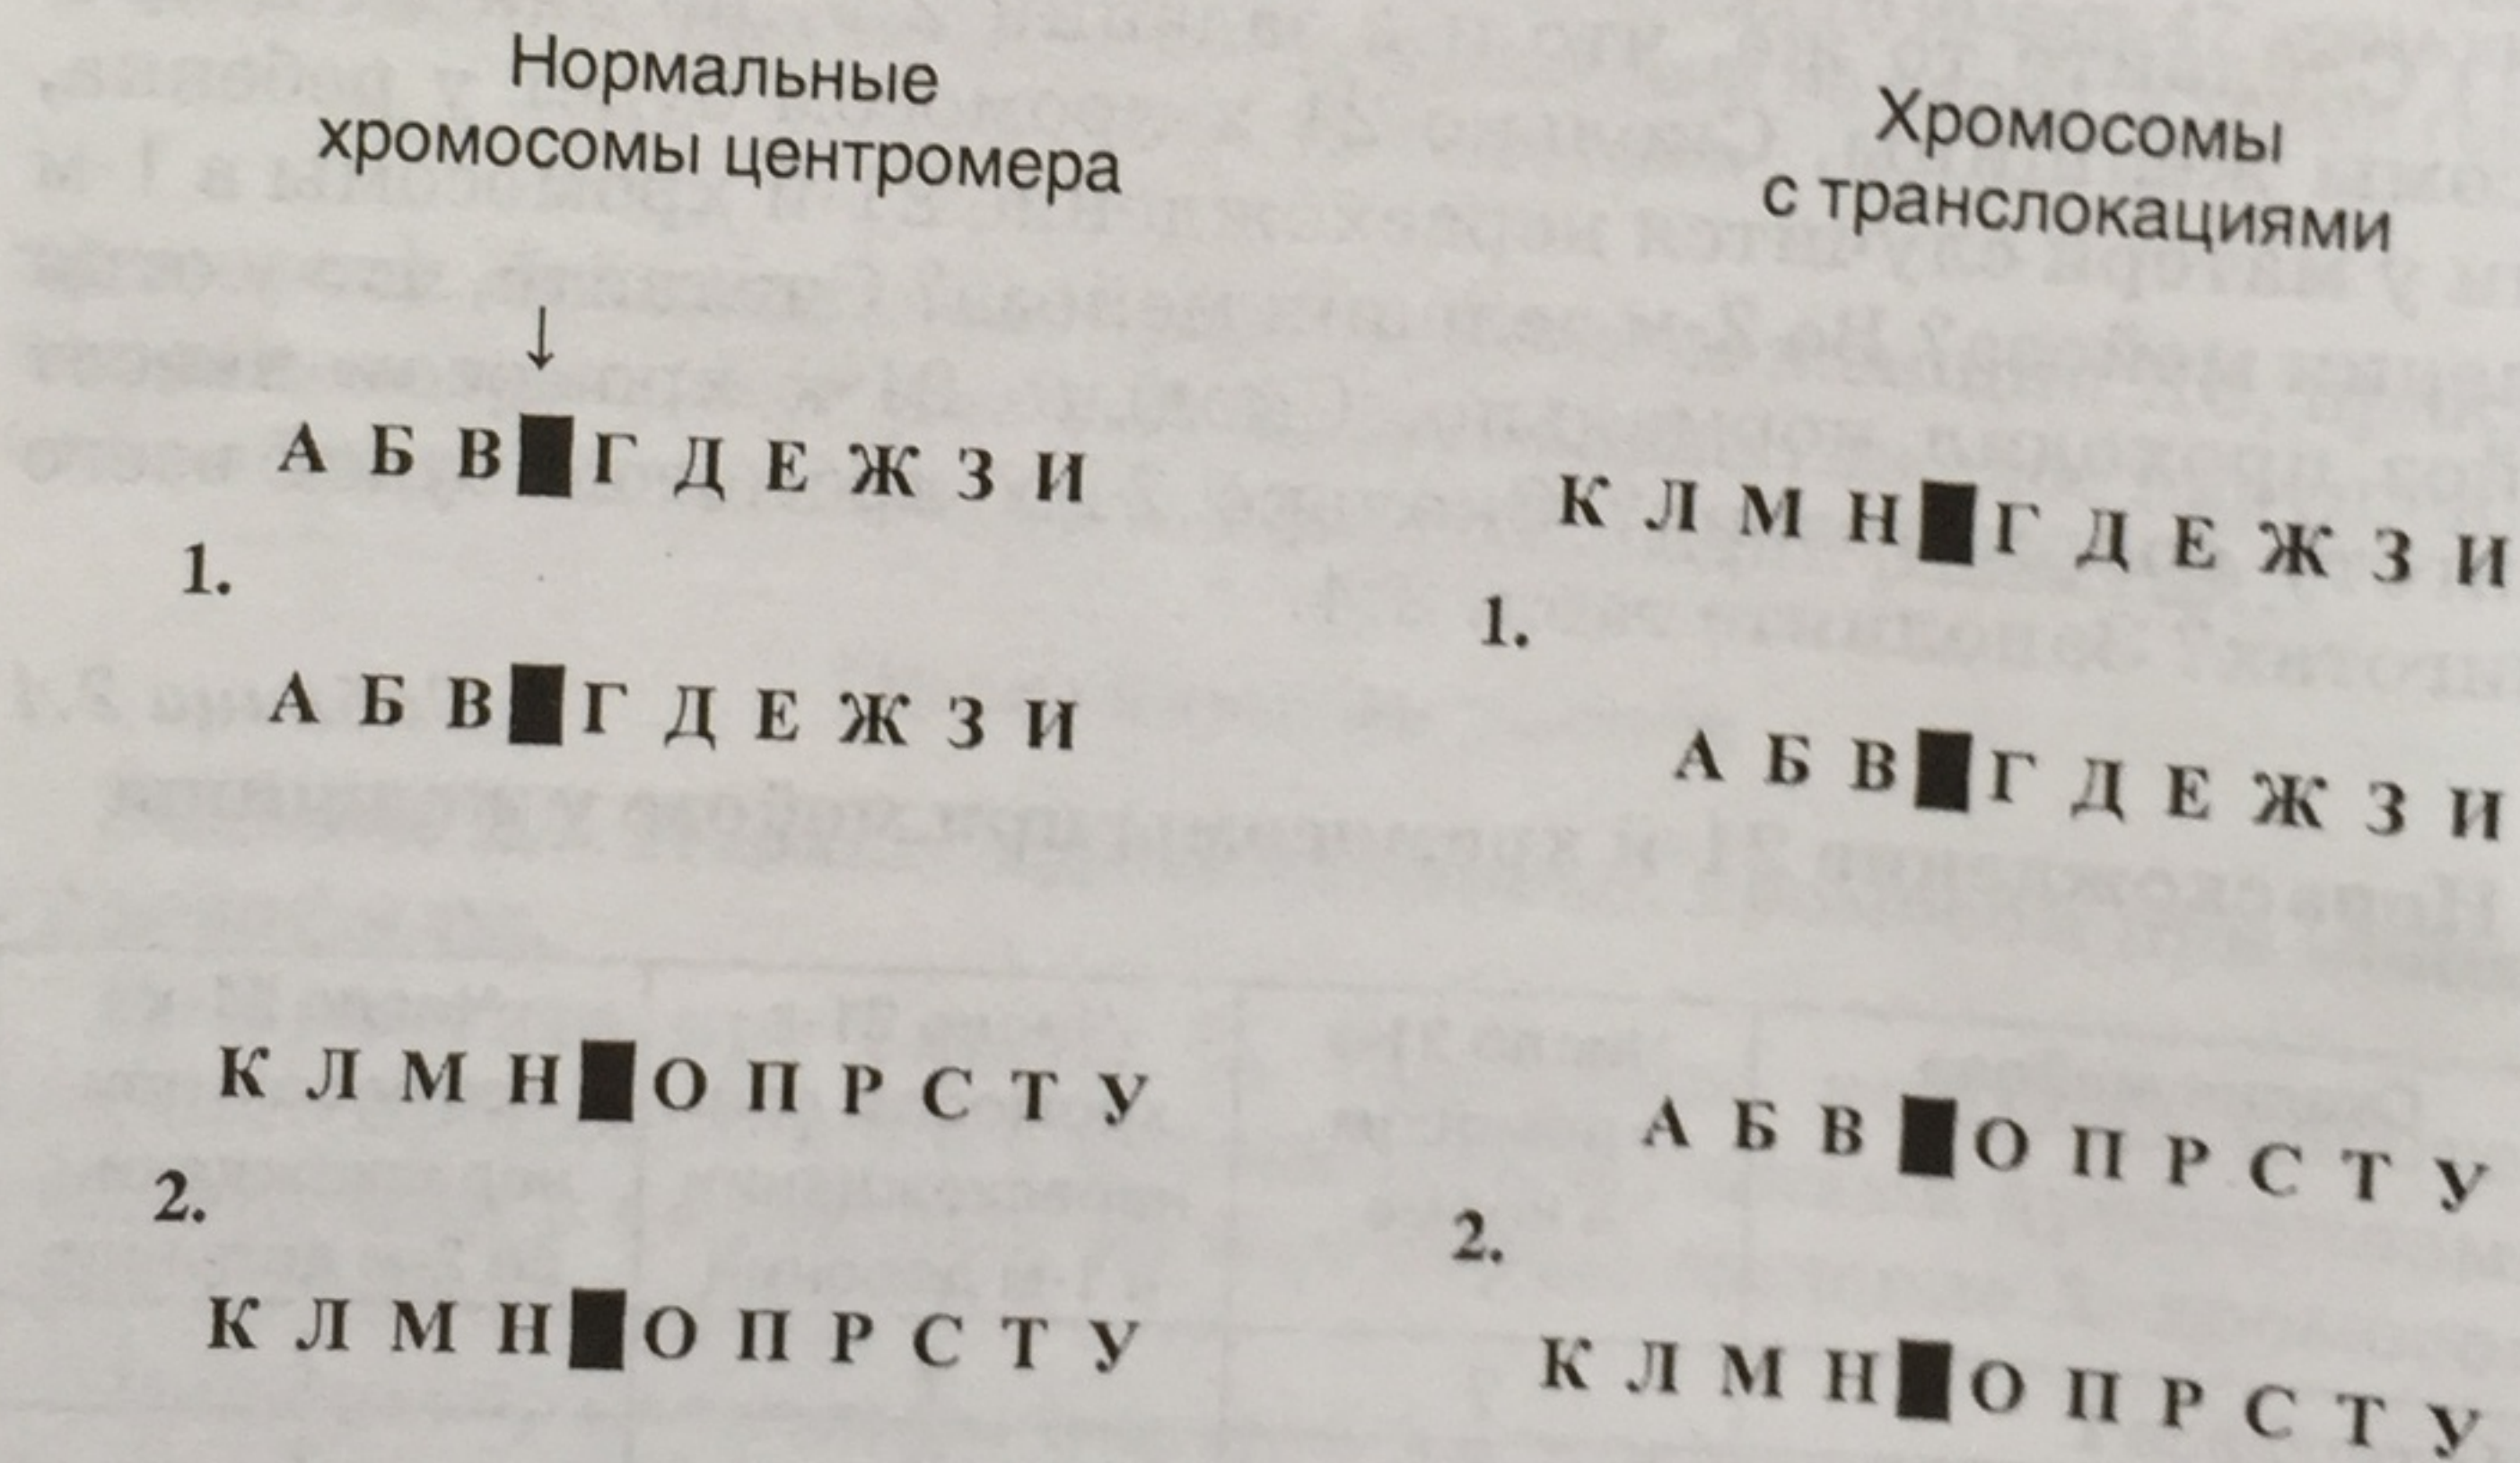 Нормальные
хромосомы центромера
↓
А Б В■Г Д Е Ж З И
1.
А Б В■Г Д Е Ж З И
К Л М Н■О П Р С Т У
2.
К Л М Н■О П Р С Т У
Хромосомы
с транслокациями
К Л М Н■Г Д Е Ж З И
1.
А Б В■Г Д Е Ж З И
А Б В■О П Р С Т У
2.
К Л М Н■О П Р С Т У